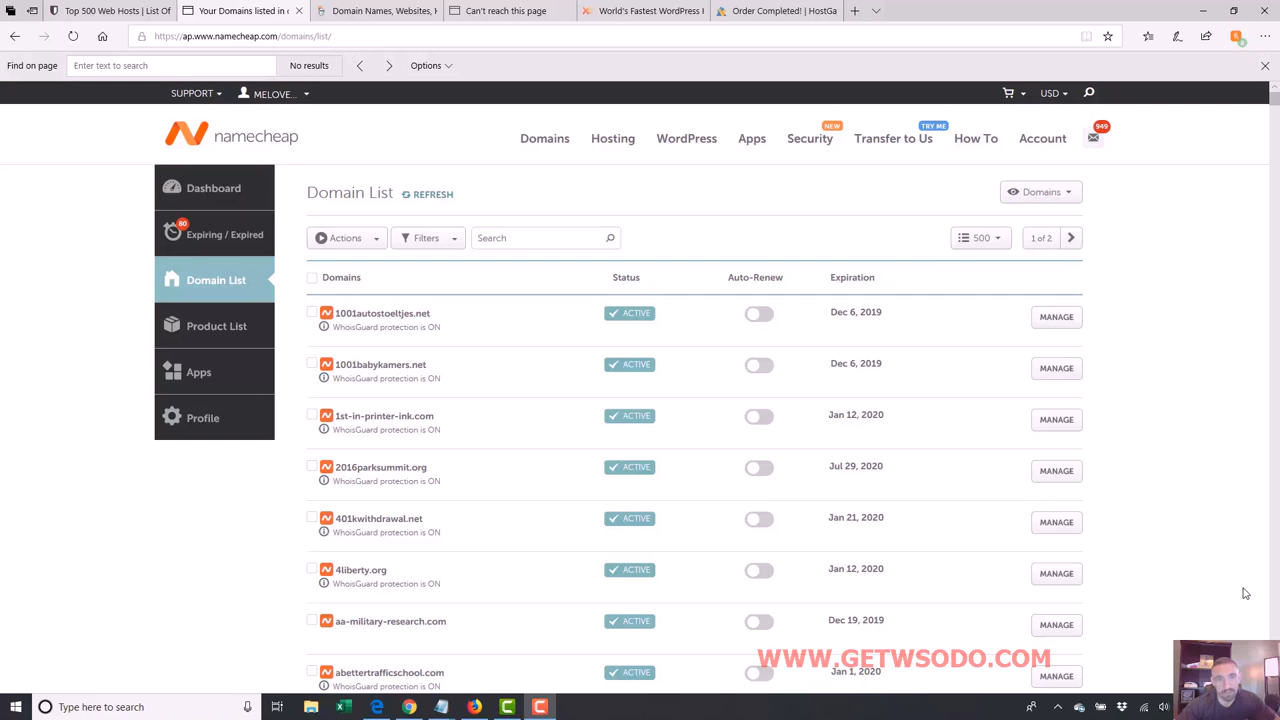 Top 500 Web Hosts | List Of
Your Domains listed in o
Domain Names, Websites, H
Can't reach this page
World's Fastest WordPress H
Order Completed! | HostGa
https://ap.www.namecheap.com/domains/list/
Find on page
Enter text to search
No results
Options
SUPPORT
MELOVE...
USD
namecheap
Domains
Hosting
WordPress
Apps
Security
NEW
Transfer to Us
TRY ME
How To
Account
949
Dashboard
80
Expiring / Expired
Domain List
Product List
Apps
Profile
Domain List
REFRESH
Domains
Actions
Filters
Search
500
1 of 2
Domains Status Auto-Renew Expiration
1001autostoeltjes.net ACTIVE Dec 6, 2019 MANAGE
WhoisGuard protection is ON
1001babykamers.net ACTIVE Dec 6, 2019 MANAGE
WhoisGuard protection is ON
1st-in-printer-ink.com ACTIVE Jan 12, 2020 MANAGE
WhoisGuard protection is ON
2016parksummit.org ACTIVE Jul 29, 2020 MANAGE
WhoisGuard protection is ON
401kwithdrawal.net ACTIVE Jan 21, 2020 MANAGE
WhoisGuard protection is ON
4liberty.org ACTIVE Jan 12, 2020 MANAGE
WhoisGuard protection is ON
aa-military-research.com ACTIVE Dec 19, 2019 MANAGE
abettertrafficschool.com ACTIVE Jan 1, 2020 MANAGE
WhoisGuard protection is ON
WWW.GETWSODO.COM
Type here to search